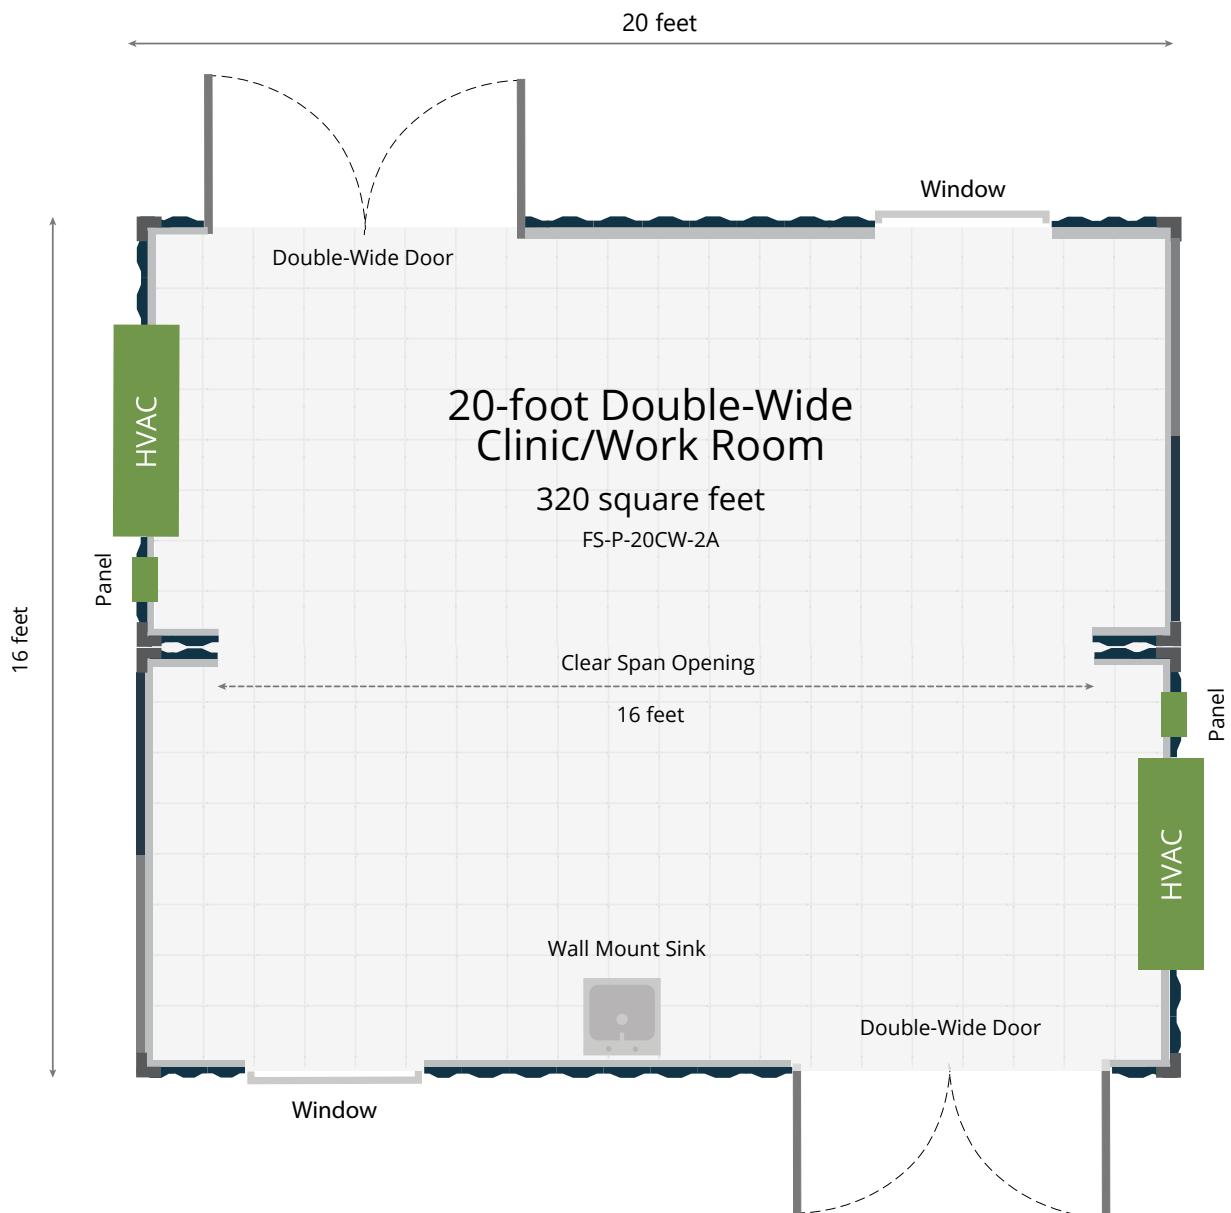 20 feet
Window
Double-Wide Door
HVAC
20-foot Double-Wide
Clinic/Work Room
320 square feet
FS-P-20CW-2A
Panel
16 feet
Clear Span Opening
16 feet
Panel
HVAC
Wall Mount Sink
Double-Wide Door
Window